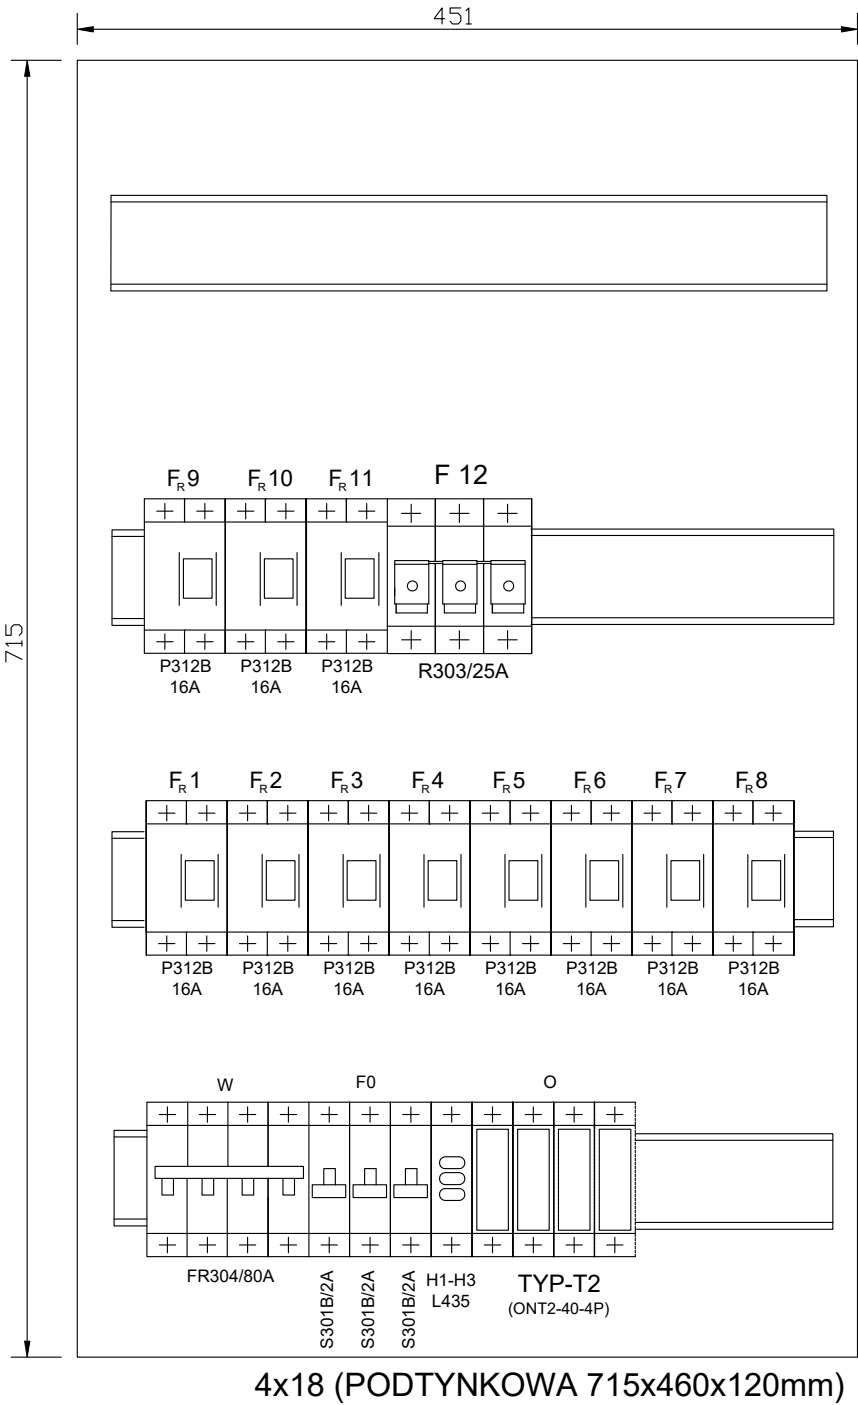 451
715
FR9 FR10 FR11 F 12
P312B P312B P312B R303/25A
16A 16A 16A
FR1 FR2 FR3 FR4 FR5 FR6 FR7 FR8
P312B P312B P312B P312B P312B P312B P312B P312B
16A 16A 16A 16A 16A 16A 16A 16A
W F0 O
FR304/80A
S301B/2A
S301B/2A
S301B/2A
H1-H3
L435
TYP-T2
(ONT2-40-4P)
4x18 (PODTYNKOWA 715x460x120mm)